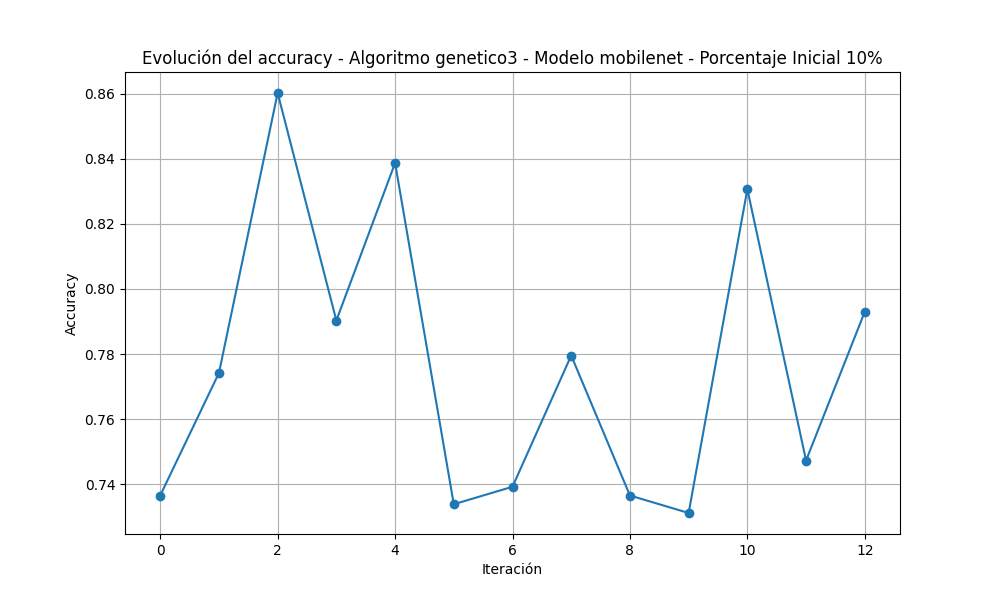 Evolución del accuracy - Algoritmo genetico3 - Modelo mobilenet - Porcentaje Inicial 10%
Accuracy
0.86
0.84
0.82
0.80
0.78
0.76
0.74
0 2 4 6 8 10 12
Iteración